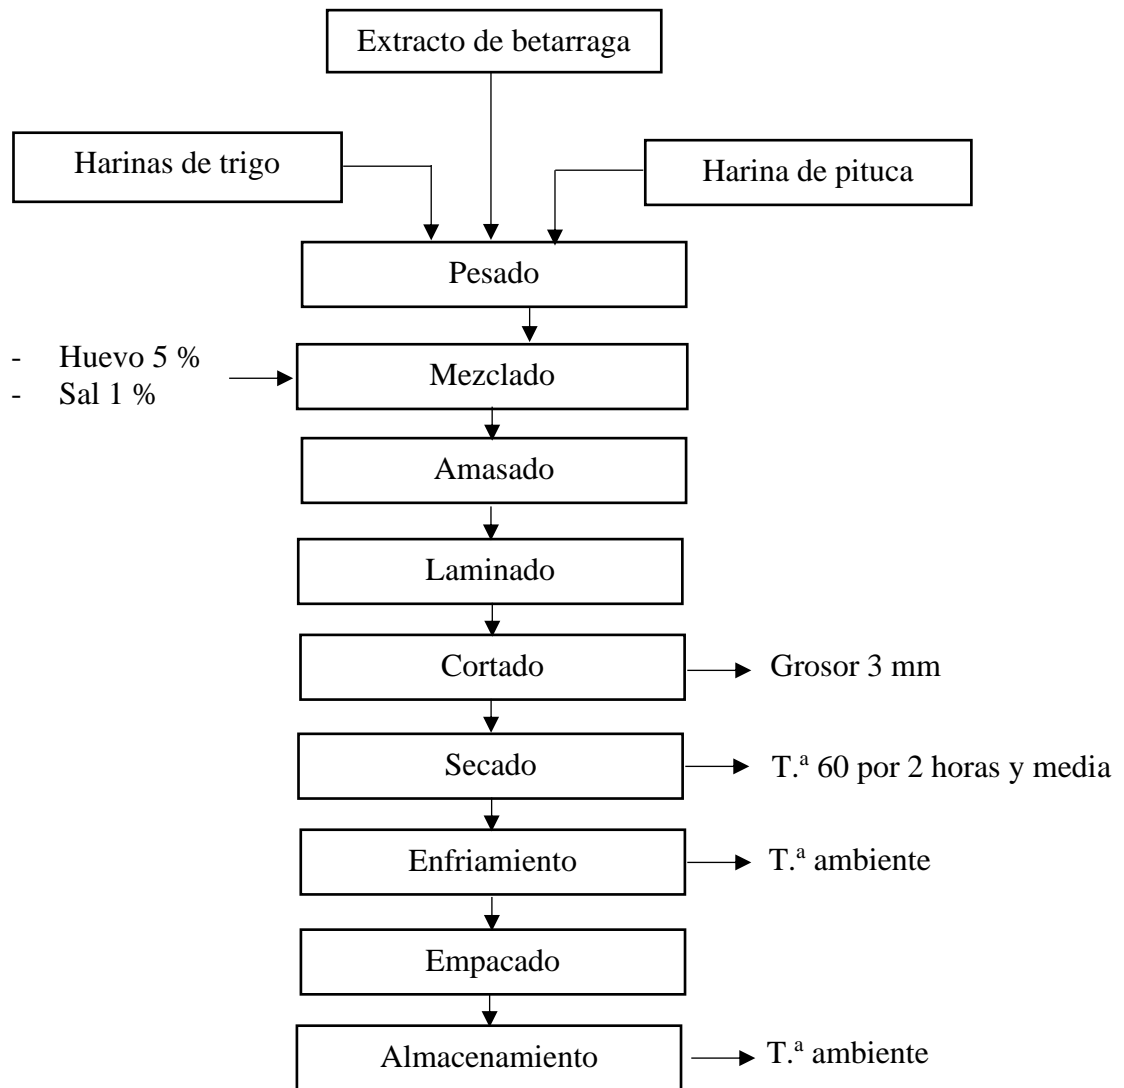 Extracto de betarraga
Harinas de trigo
Harina de pituca
Pesado
- Huevo 5 %
- Sal 1 %
Mezclado
Amasado
Laminado
Cortado
Grosor 3 mm
Secado
T.ª 60 por 2 horas y media
Enfriamiento
T.ª ambiente
Empacado
Almacenamiento
T.ª ambiente